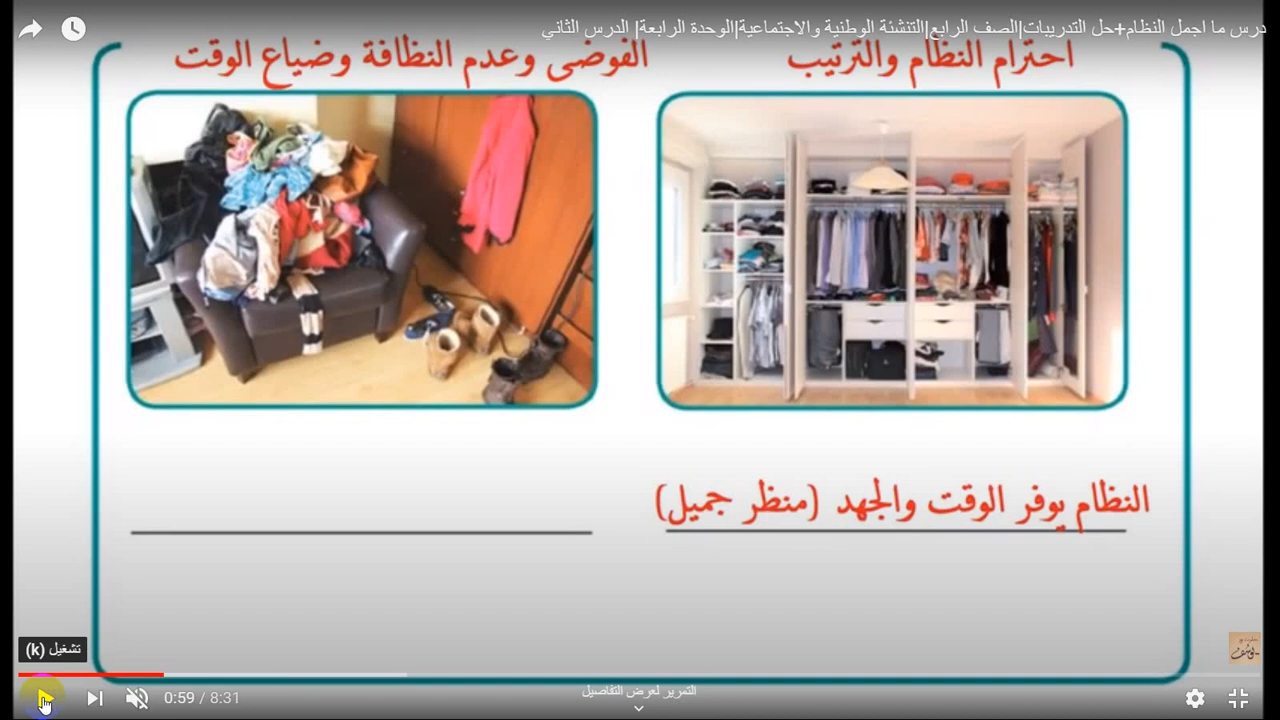 درس ما اجمل النظام+حل التدريبات|الصف الرابع|التنشئة الوطنية والاجتماعية|الوحدة الرابعة| الدرس الثاني
احترام النظام والترتيب
الفوضى وعدم النظافة وضياع الوقت
النظام يوفر الوقت والجهد (منظر جميل)
تشغيل (k)
0:59 / 8:31
التمرير لعرض التفاصيل